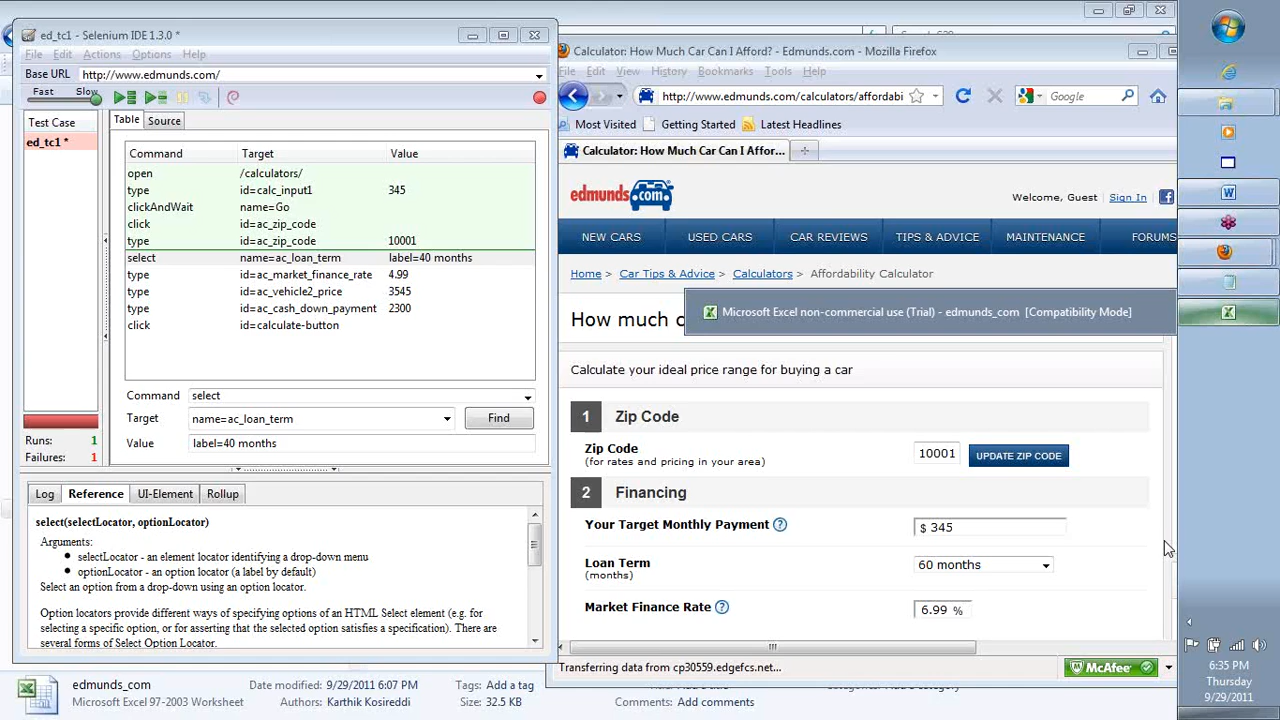 ed_tc1 - Selenium IDE 1.3.0 *
File Edit Actions Options Help
Base URL http://www.edmunds.com/
Fast Slow
Test Case
ed_tc1 *
Runs: 1
Failures: 1
Table Source
Command Target Value
open /calculators/
type id=calc_input1 345
clickAndWait name=Go
click id=ac_zip_code
type id=ac_zip_code 10001
select name=ac_loan_term label=40 months
type id=ac_market_finance_rate 4.99
type id=ac_vehicle2_price 3545
type id=ac_cash_down_payment 2300
click id=calculate-button
Command select
Target name=ac_loan_term Find
Value label=40 months
Log Reference UI-Element Rollup
select(selectLocator, optionLocator)
Arguments:
selectLocator - an element locator identifying a drop-down menu
optionLocator - an option locator (a label by default)
Select an option from a drop-down using an option locator.
Option locators provide different ways of specifying options of an HTML Select element (e.g. for
selecting a specific option, or for asserting that the selected option satisfies a specification). There are
several forms of Select Option Locator.
Calculator: How Much Car Can I Afford? - Edmunds.com - Mozilla Firefox
File Edit View History Bookmarks Tools Help
http://www.edmunds.com/calculators/affordabi Google
Most Visited Getting Started Latest Headlines
Calculator: How Much Car Can I Affor...
edmunds.com
Welcome, Guest Sign In
NEW CARS USED CARS CAR REVIEWS TIPS & ADVICE MAINTENANCE FORUMS
Home > Car Tips & Advice > Calculators > Affordability Calculator
How much c
Microsoft Excel non-commercial use (Trial) - edmunds_com [Compatibility Mode]
Calculate your ideal price range for buying a car
1 Zip Code
Zip Code
(for rates and pricing in your area)
10001 UPDATE ZIP CODE
2 Financing
Your Target Monthly Payment $ 345
Loan Term
(months)
60 months
Market Finance Rate 6.99 %
Transferring data from cp30559.edgefcs.net...
McAfee
edmunds_com
Microsoft Excel 97-2003 Worksheet
Date modified: 9/29/2011 6:07 PM
Authors: Karthik Kosireddi
Tags: Add a tag
Size: 32.5 KB
Comments: Add comments
6:35 PM
Thursday
9/29/2011